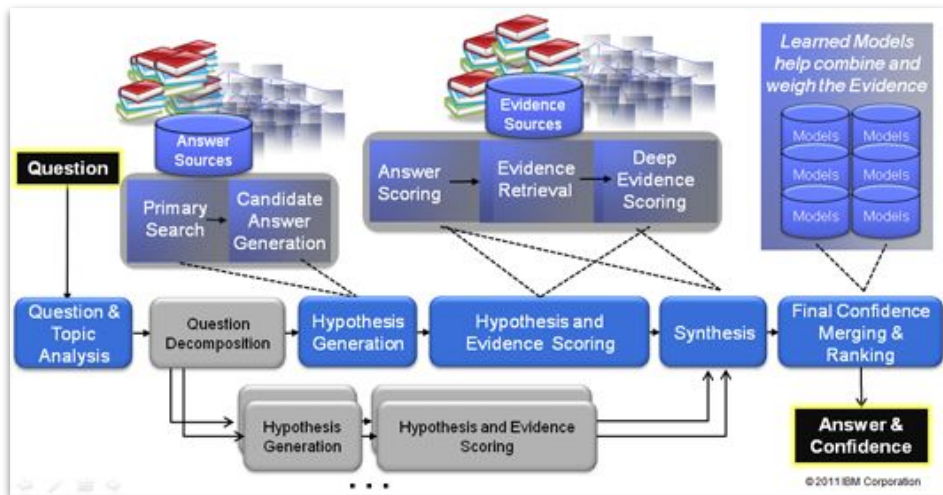 Learned Models
help combine and
weigh the Evidence
Models
Models
Models
Models
Models
Models
Answer
Sources
Evidence
Sources
Question
Primary
Search
Candidate
Answer
Generation
Answer
Scoring
Evidence
Retrieval
Deep
Evidence
Scoring
Question &
Topic
Analysis
Question
Decomposition
Hypothesis
Generation
Hypothesis and
Evidence Scoring
Synthesis
Final Confidence
Merging &
Ranking
Hypothesis
Generation
Hypothesis and Evidence
Scoring
. . .
Answer &
Confidence
©2011 IBM Corporation